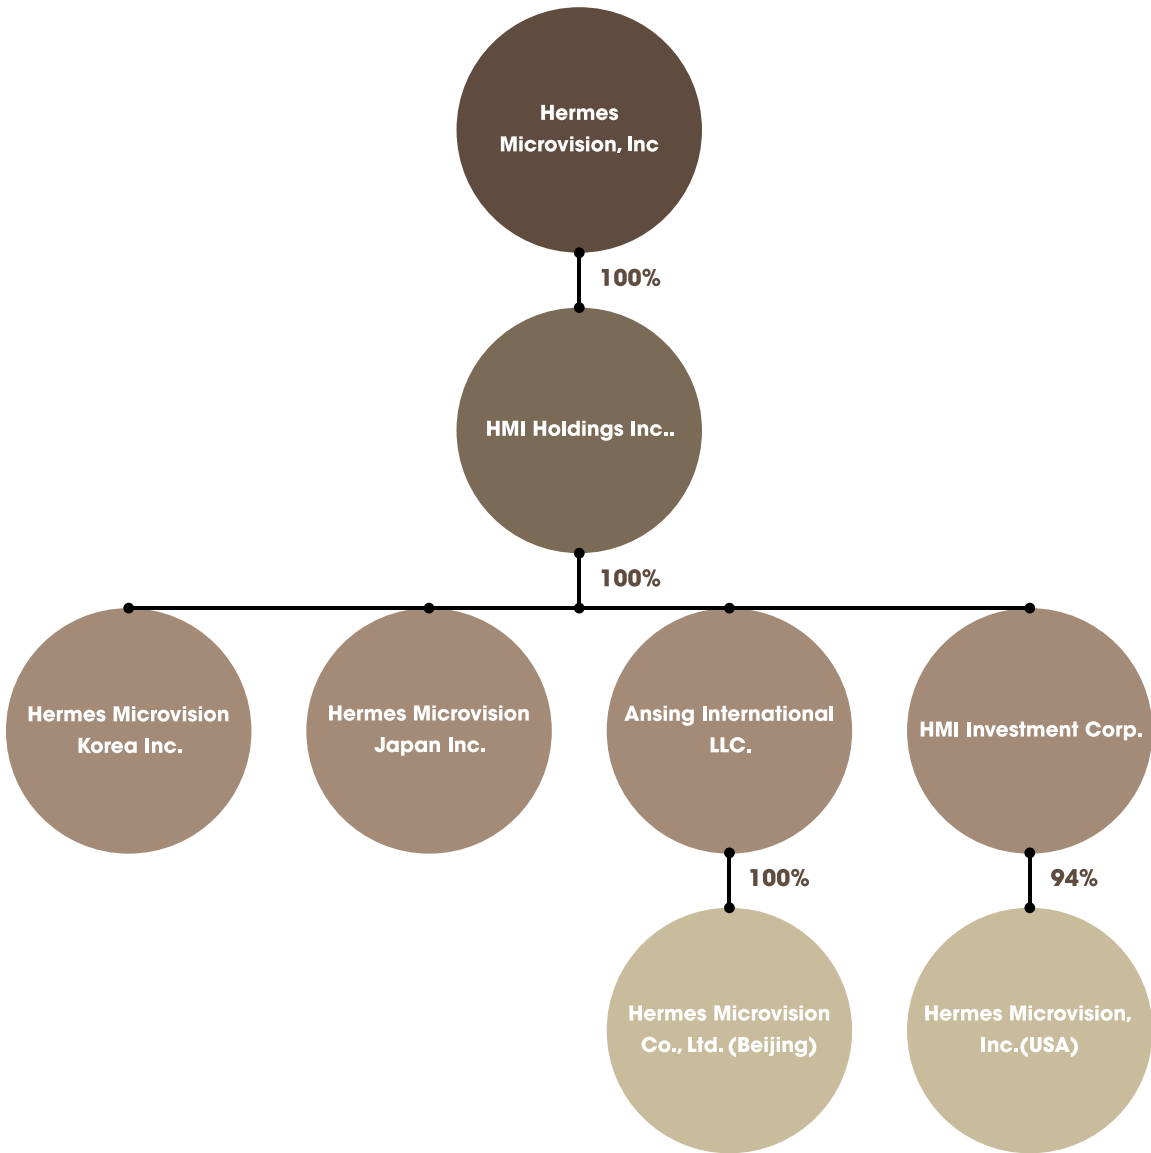 Hermes
Microvision, Inc
100%
HMI Holdings Inc..
100%
Hermes Microvision
Korea Inc.
Hermes Microvision
Japan Inc.
Ansing International
LLC.
HMI Investment Corp.
100%
94%
Hermes Microvision
Co., Ltd. (Beijing)
Hermes Microvision,
Inc.(USA)